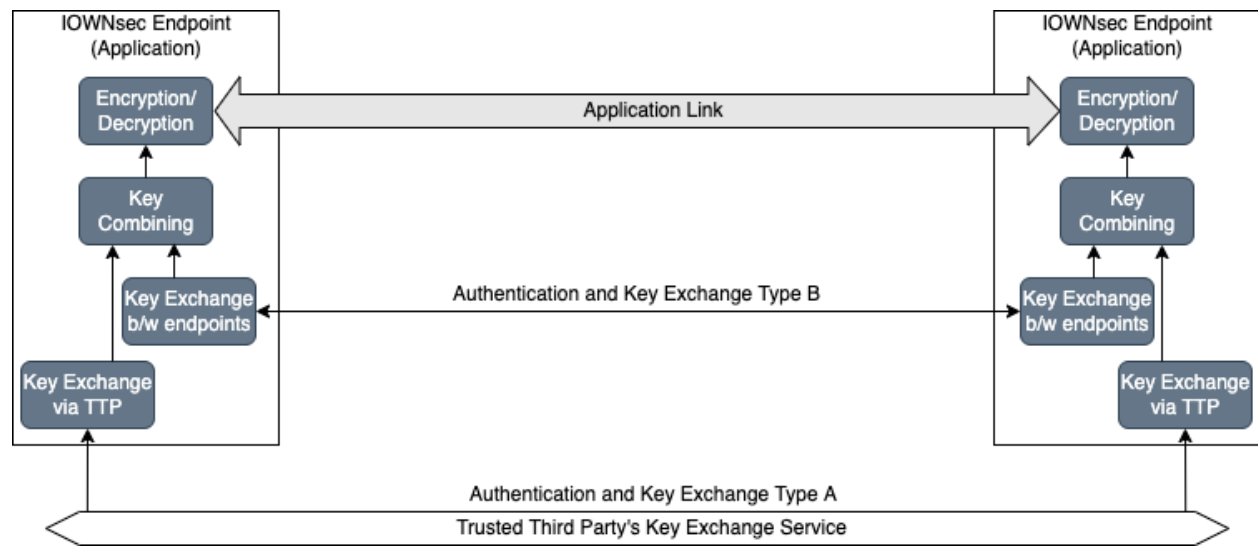 IOWNsec Endpoint
(Application)
IOWNsec Endpoint
(Application)
Encryption/
Decryption
Application Link
Encryption/
Decryption
Key
Combining
Key
Combining
Key Exchange
b/w endpoints
Authentication and Key Exchange Type B
Key Exchange
b/w endpoints
Key Exchange
via TTP
Key Exchange
via TTP
Authentication and Key Exchange Type A
Trusted Third Party's Key Exchange Service